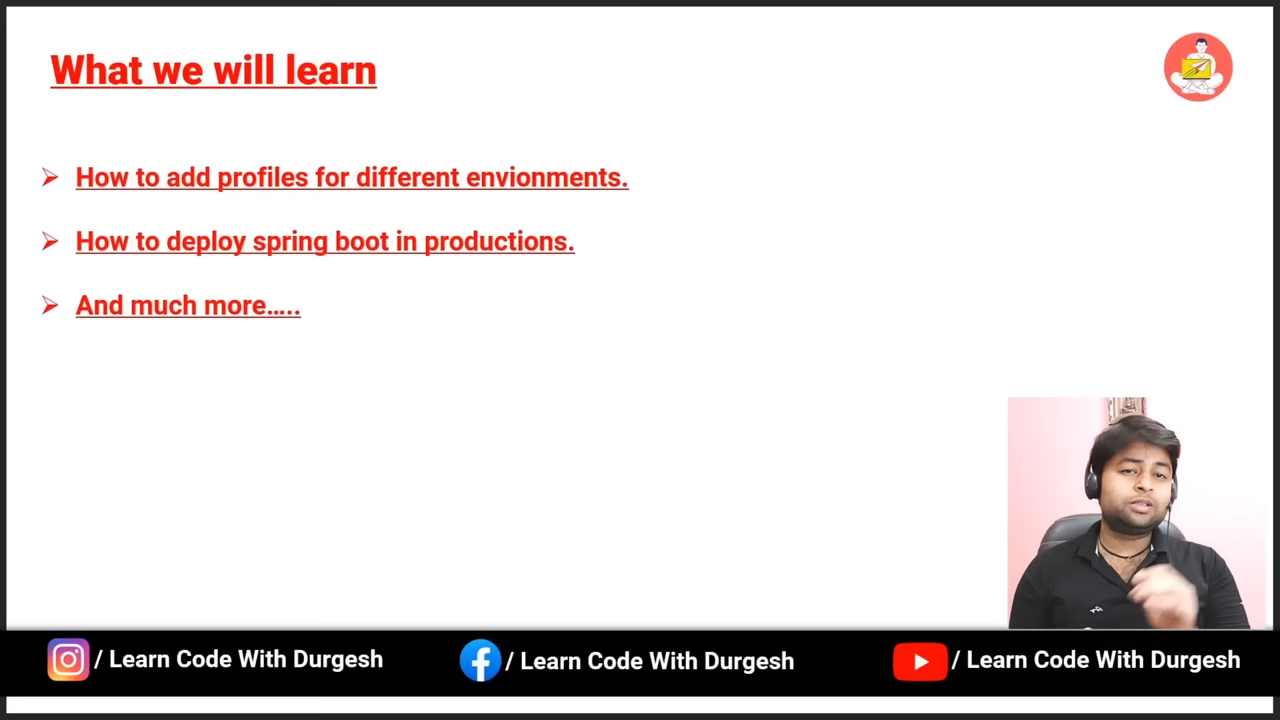 What we will learn
How to add profiles for different envionments.
How to deploy spring boot in productions.
And much more.....
/ Learn Code With Durgesh
/ Learn Code With Durgesh
/ Learn Code With Durgesh